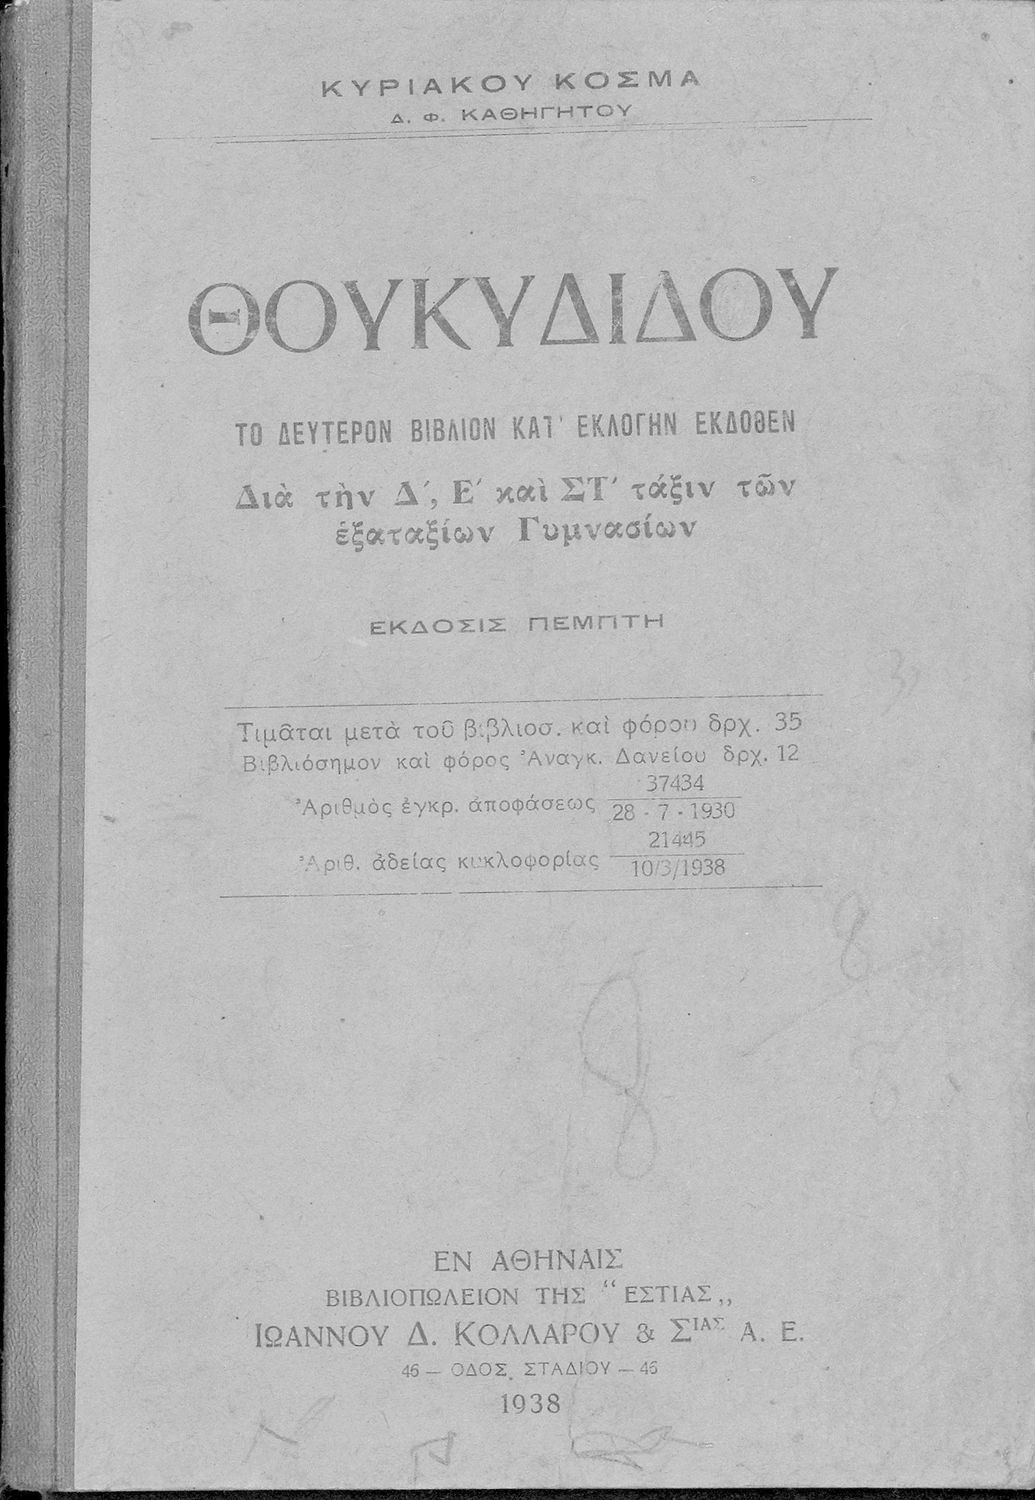 ΚΥΡΙΑΚΟΥ ΚΟΣΜΑ
Δ. Φ. ΚΑΘΗΓΗΤΟΥ
ΘΟΥΚΥΔΙΔΟΥ
ΤΟ ΔΕΥΤΕΡΟΝ ΒΙΒΛΙΟΝ ΚΑΤ' ΕΚΛΟΓΗΝ ΕΚΔΟΘΕΝ
Διὰ τὴν Δ΄, Ε΄ καὶ ΣΤ΄ τάξιν τῶν
ἑξαταξίων Γυμνασίων
ΕΚΔΟΣΙΣ ΠΕΜΠΤΗ
Τιμᾶται μετὰ τοῦ βιβλιοσ. καὶ φόρου δρχ. 35
Βιβλιόσημον καὶ φόρος Ἀναγκ. Δανείου δρχ. 12
Ἀριθμὸς ἐγκρ. ἀποφάσεως 37434
28 - 7 - 1930
Ἀριθ. ἀδείας κυκλοφορίας 21445
10/3/1938
ΕΝ ΑΘΗΝΑΙΣ
ΒΙΒΛΙΟΠΩΛΕΙΟΝ ΤΗΣ “ΕΣΤΙΑΣ„
ΙΩΑΝΝΟΥ Δ. ΚΟΛΛΑΡΟΥ & ΣΙΑΣ Α. Ε.
46 — ΟΔΟΣ ΣΤΑΔΙΟΥ — 46
1938